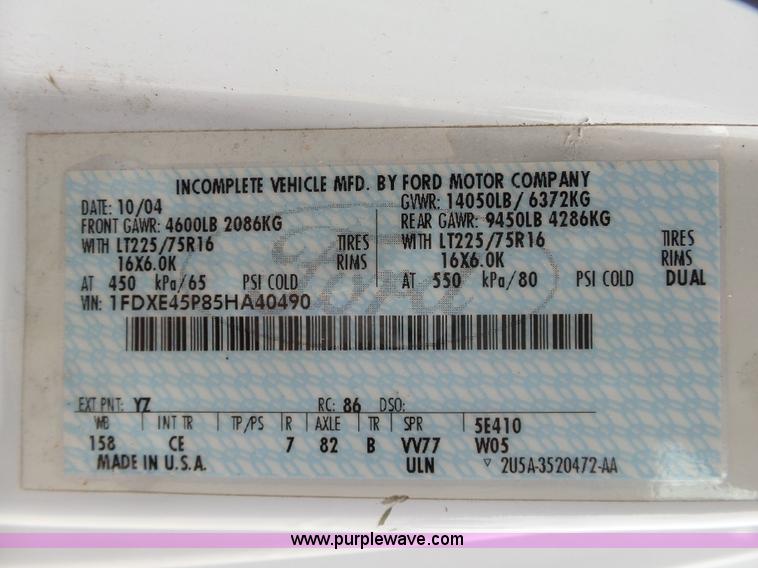 INCOMPLETE VEHICLE MFD. BY FORD MOTOR COMPANY
DATE: 10/04 GVWR: 14050LB/ 6372KG
FRONT GAWR: 4600LB 2086KG REAR GAWR: 9450LB 4286KG
WITH LT225/75R16 TIRES WITH LT225/75R16 TIRES
16X6.0K RIMS 16X6.0K RIMS
AT 450 kPa/65 PSI COLD AT 550 kPa/80 PSI COLD DUAL
VIN: 1FDXE45P85HA40490
Ford
EXT PNT: YZ RC: 86 DSO:
WB INT TR TP/PS R AXLE TR SPR 5E410
158 CE 7 82 B VV77 W05
MADE IN U.S.A. ULN ▽ 2U5A-3520472-AA
www.purplewave.com